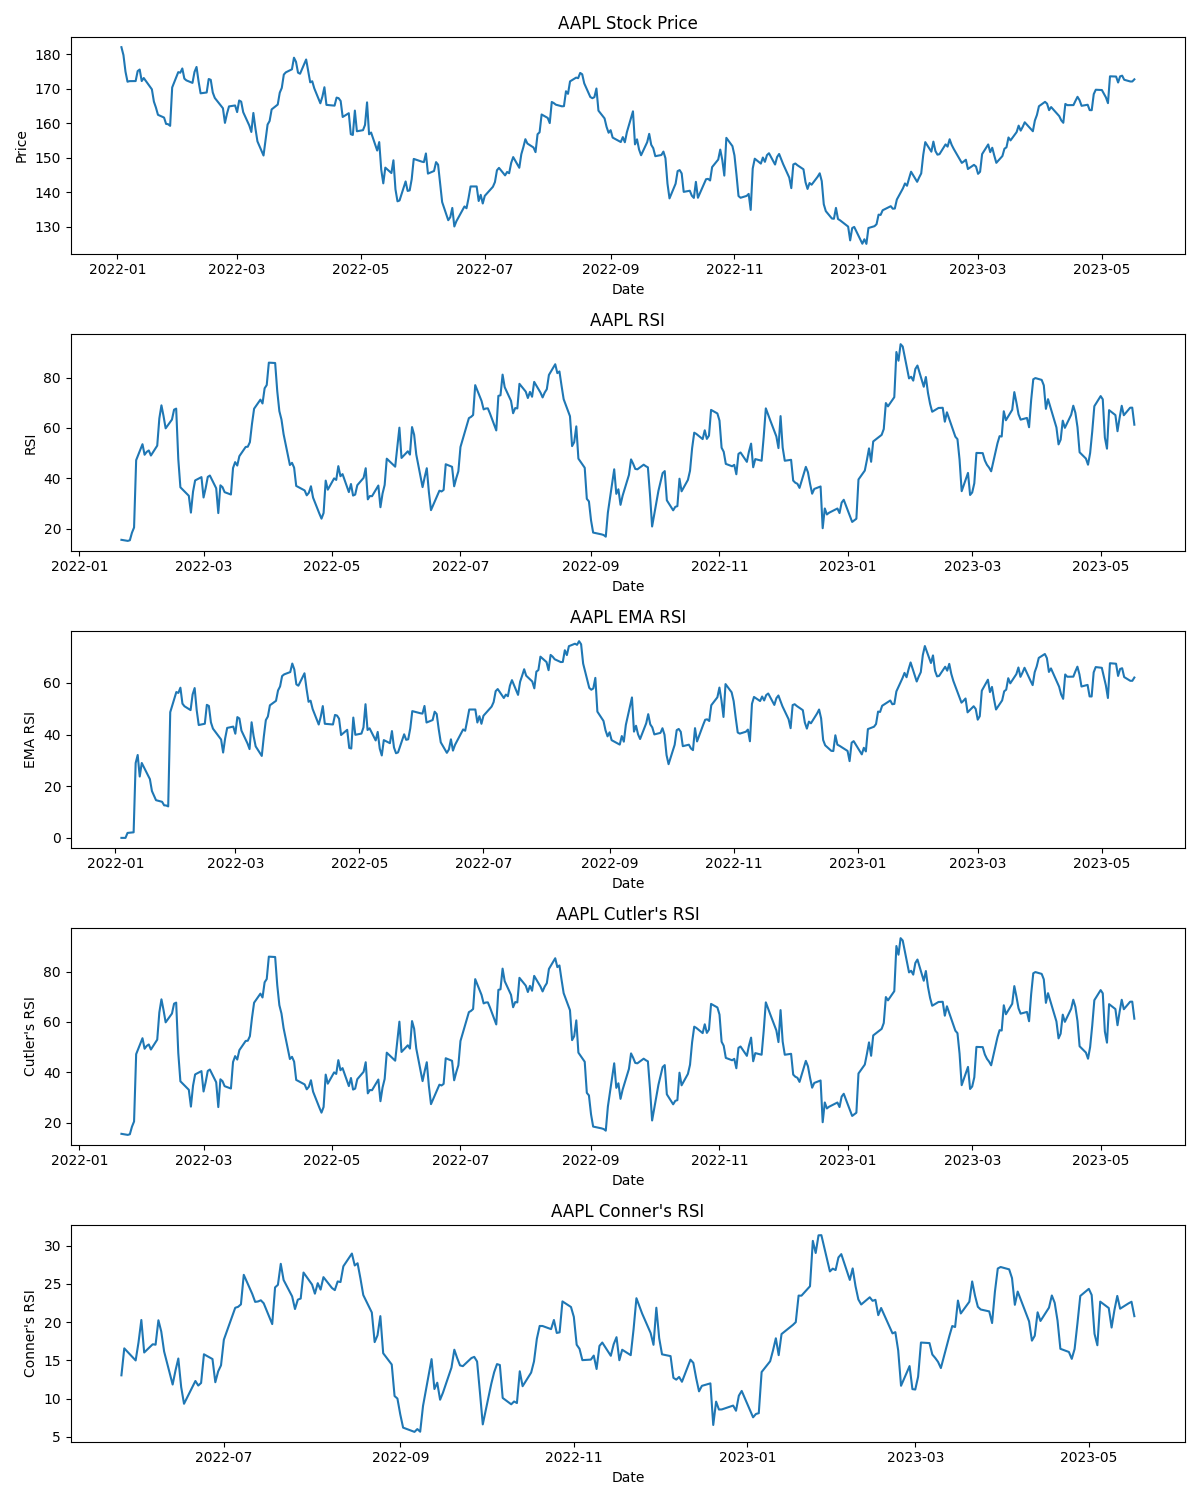 AAPL Stock Price
Price
180
170
160
150
140
130
2022-01 2022-03 2022-05 2022-07 2022-09 2022-11 2023-01 2023-03 2023-05
Date
AAPL RSI
RSI
80
60
40
20
2022-01 2022-03 2022-05 2022-07 2022-09 2022-11 2023-01 2023-03 2023-05
Date
AAPL EMA RSI
EMA RSI
60
40
20
0
2022-01 2022-03 2022-05 2022-07 2022-09 2022-11 2023-01 2023-03 2023-05
Date
AAPL Cutler's RSI
Cutler's RSI
80
60
40
20
2022-01 2022-03 2022-05 2022-07 2022-09 2022-11 2023-01 2023-03 2023-05
Date
AAPL Conner's RSI
Conner's RSI
30
25
20
15
10
5
2022-07 2022-09 2022-11 2023-01 2023-03 2023-05
Date